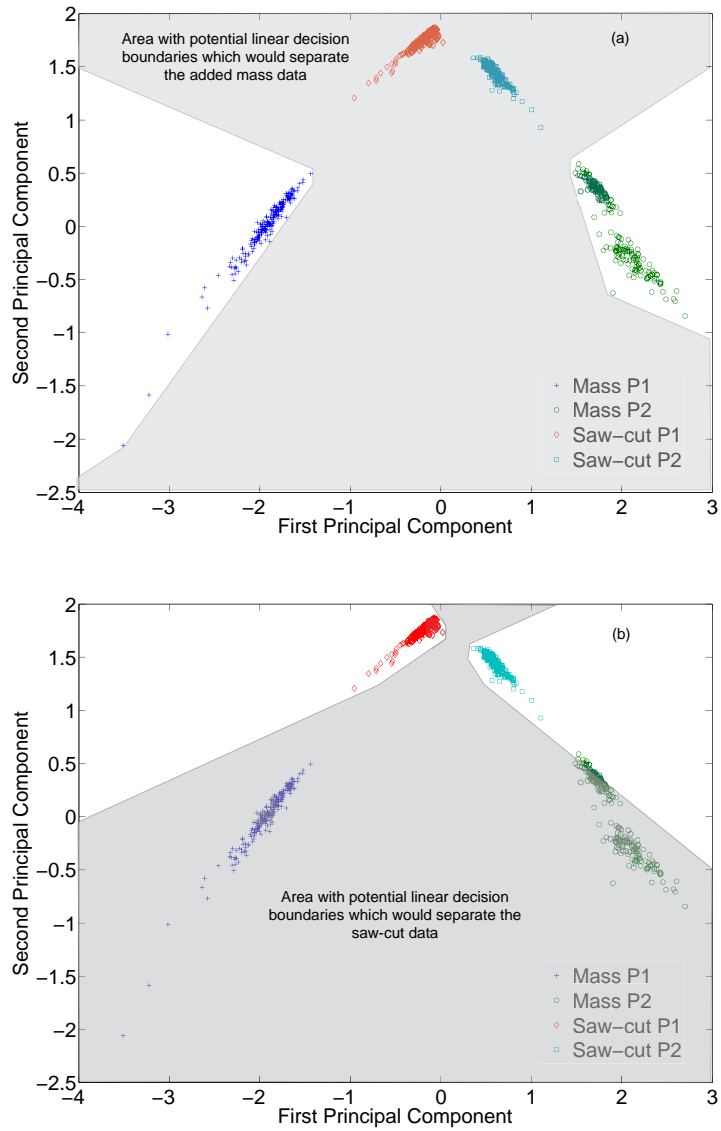 2
1.5
1
0.5
0
−0.5
−1
−1.5
−2
−2.5
Second Principal Component
Area with potential linear decision
boundaries which would separate
the added mass data
(a)
Mass P1
Mass P2
Saw−cut P1
Saw−cut P2
−4 −3 −2 −1 0 1 2 3
First Principal Component
2
1.5
1
0.5
0
−0.5
−1
−1.5
−2
−2.5
Second Principal Component
(b)
Area with potential linear decision
boundaries which would separate the
saw-cut data
Mass P1
Mass P2
Saw−cut P1
Saw−cut P2
−4 −3 −2 −1 0 1 2 3
First Principal Component